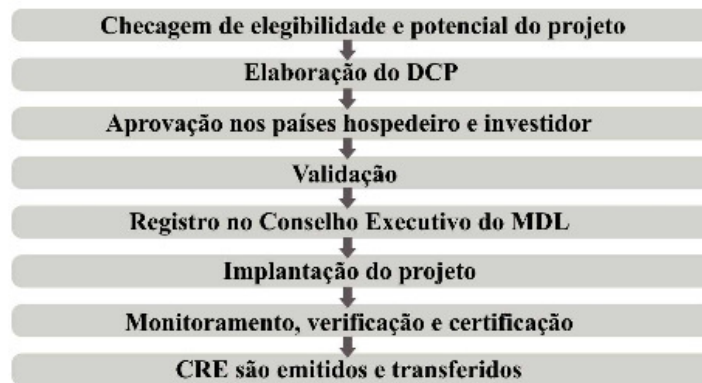 Checagem de elegibilidade e potencial do projeto
Elaboração do DCP
Aprovação nos países hospedeiro e investidor
Validação
Registro no Conselho Executivo do MDL
Implantação do projeto
Monitoramento, verificação e certificação
CRE são emitidos e transferidos